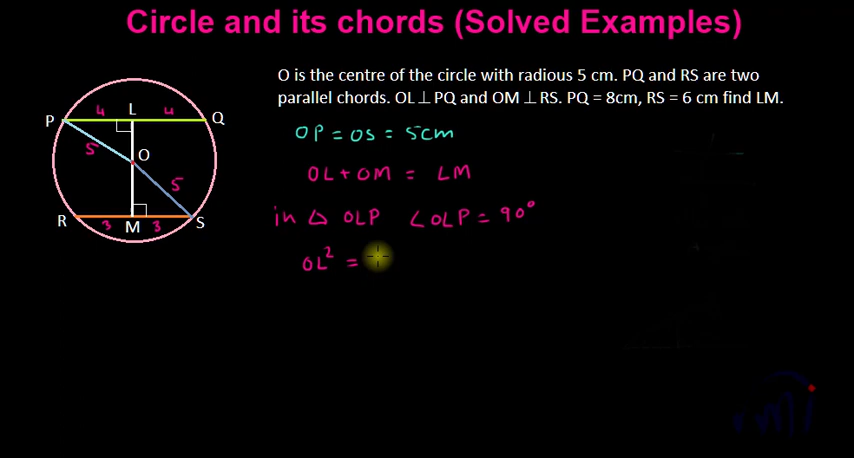 Circle and its chords (Solved Examples)
O is the centre of the circle with radious 5 cm. PQ and RS are two
parallel chords. OL ⊥ PQ and OM ⊥ RS. PQ = 8cm, RS = 6 cm find LM.
P 4 L 4 Q
5 O
5
R 3 M 3 S
OP = OS = 5cm
OL + OM = LM
in △ OLP ∠OLP = 90°
OL² =